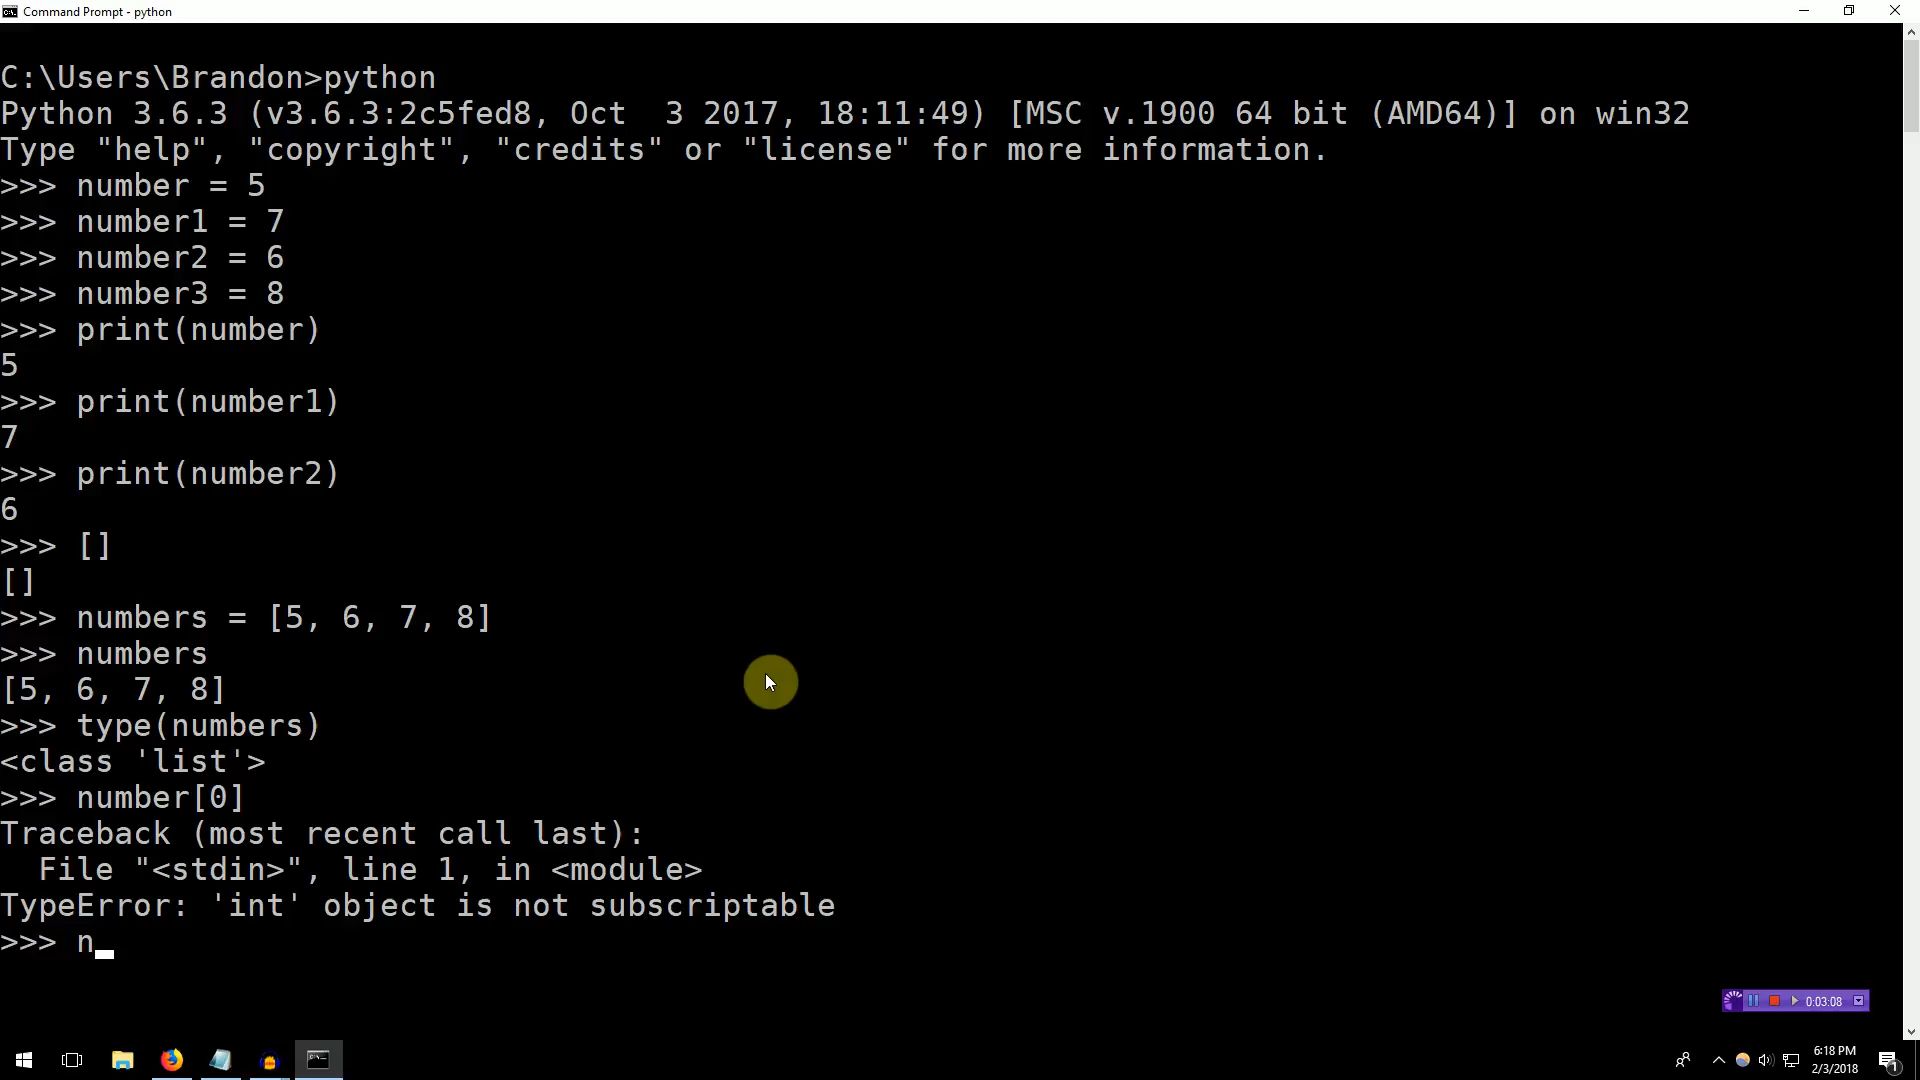 Command Prompt - python
C:\Users\Brandon>python
Python 3.6.3 (v3.6.3:2c5fed8, Oct  3 2017, 18:11:49) [MSC v.1900 64 bit (AMD64)] on win32
Type "help", "copyright", "credits" or "license" for more information.
>>> number = 5
>>> number1 = 7
>>> number2 = 6
>>> number3 = 8
>>> print(number)
5
>>> print(number1)
7
>>> print(number2)
6
>>> []
[]
>>> numbers = [5, 6, 7, 8]
>>> numbers
[5, 6, 7, 8]
>>> type(numbers)
<class 'list'>
>>> number[0]
Traceback (most recent call last):
  File "<stdin>", line 1, in <module>
TypeError: 'int' object is not subscriptable
>>> n_
0:03:08
6:18 PM
2/3/2018
1